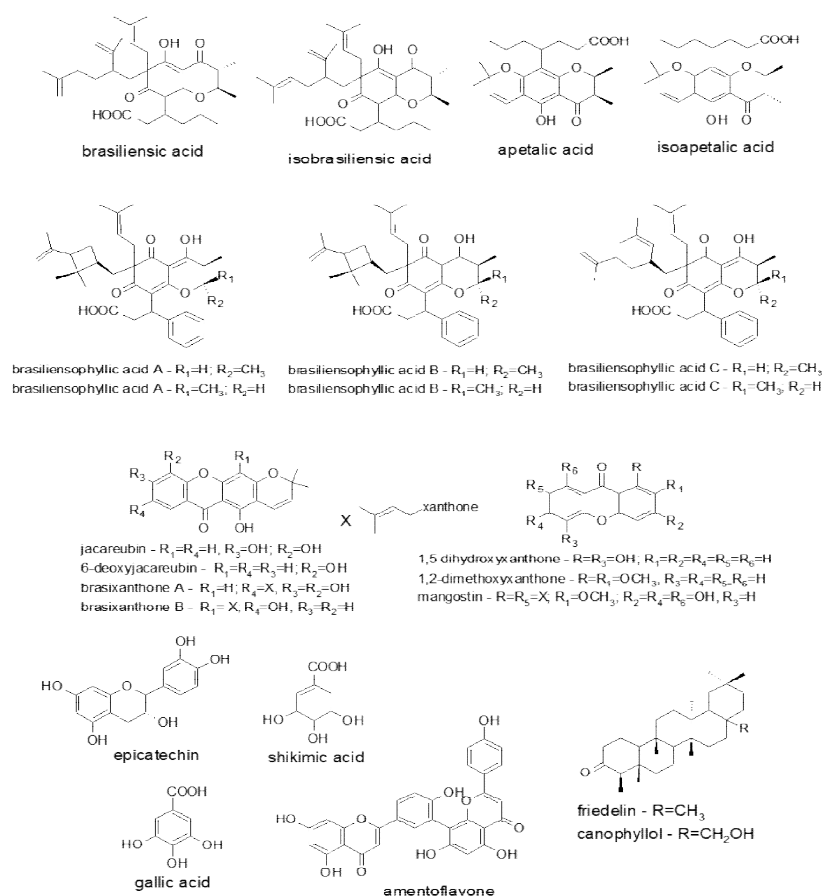 OH O COOH COOH
O O O O O O
HOOC HOOC OH O OH O
brasiliensic acid isobrasiliensic acid apetalic acid isoapetalic acid
O OH O OH O OH
R₁ R₁ R₁
O O R₂ O O R₂ O O R₂
HOOC HOOC HOOC
brasiliensophyllic acid A - R₁=H; R₂=CH₃
brasiliensophyllic acid A - R₁=CH₃; R₂=H
brasiliensophyllic acid B - R₁=H; R₂=CH₃
brasiliensophyllic acid B - R₁=CH₃; R₂=H
brasiliensophyllic acid C - R₁=H; R₂=CH₃
brasiliensophyllic acid C - R₁=CH₃, R₂=H
R₂ R₁
R₃ O O
R₄
O OH
X
xanthone
R₆ O R
R₅ R₁
R₄ O R₂
R₃
jacareubin - R₁=R₄=H, R₃=OH; R₂=OH
6-deoxyjacareubin - R₁=R₄=R₃=H; R₂=OH
brasixanthone A - R₁=H; R₄=X, R₃=R₂=OH
brasixanthone B - R₁= X, R₄=OH, R₃=R₂=H
1,5 dihydroxyxanthone - R=R₃=OH; R₁=R₂=R₄=R₅=R₆=H
1,2-dimethoxyxanthone - R=R₁=OCH₃, R₃=R₄=R₅-R₆=H
mangostin - R=R₅=X; R₁=OCH₃; R₂=R₄=R₆=OH, R₃=H
OH
OH
HO O
OH
OH
epicatechin
COOH
HO OH
OH
shikimic acid
COOH
HO OH
OH
gallic acid
OH
OH O
HO O
O
OH O HO OH
amentoflavone
O R
friedelin - R=CH₃
canophyllol - R=CH₂OH